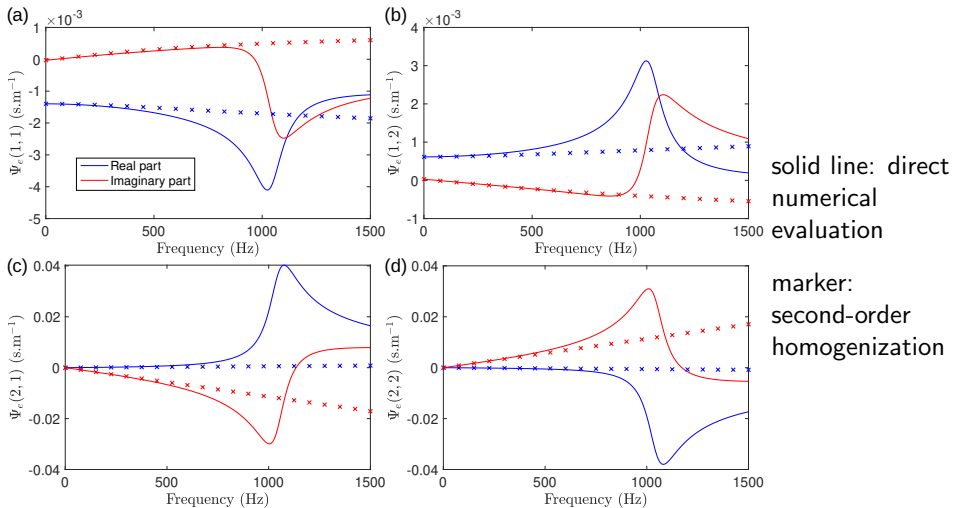 (a)
×10⁻³
1
0
-1
-2
-3
-4
-5
Ψe(1, 1) (s.m⁻¹)
Real part
Imaginary part
0
500
1000
1500
Frequency (Hz)
(b)
×10⁻³
4
3
2
1
0
-1
Ψe(1, 2) (s.m⁻¹)
0
500
1000
1500
Frequency (Hz)
solid line: direct
numerical
evaluation
(c)
0.04
0.02
0
-0.02
-0.04
Ψe(2, 1) (s.m⁻¹)
0
500
1000
1500
Frequency (Hz)
(d)
0.04
0.02
0
-0.02
-0.04
Ψe(2, 2) (s.m⁻¹)
0
500
1000
1500
Frequency (Hz)
marker:
second-order
homogenization